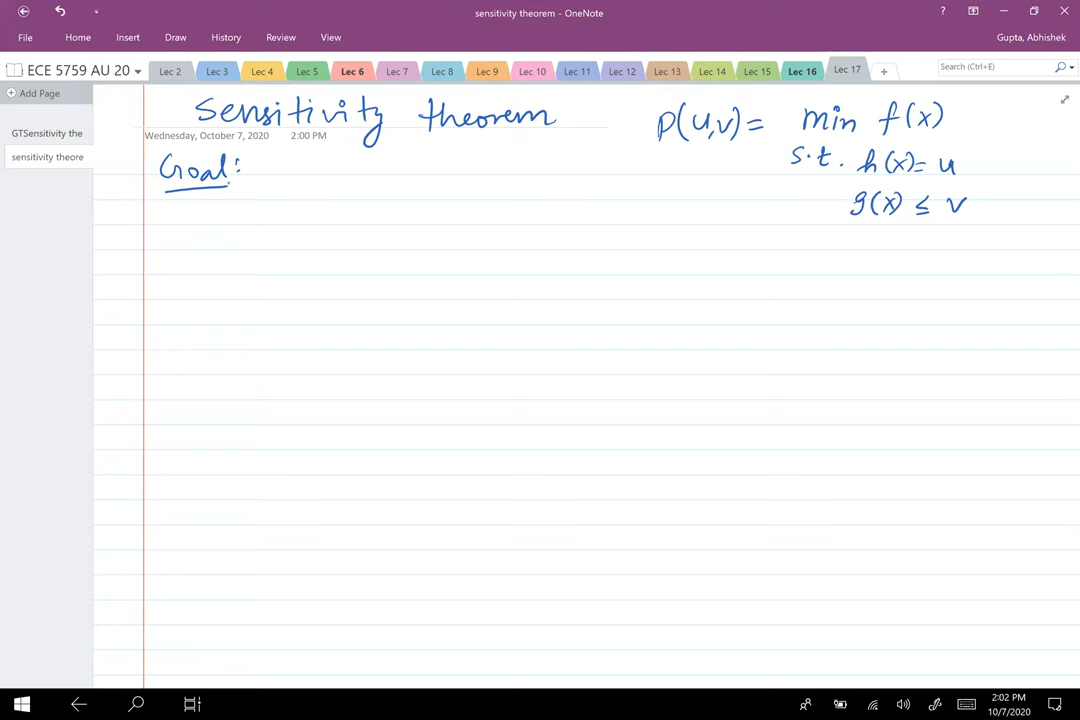 sensitivity theorem - OneNote
?
File Home Insert Draw History Review View
Gupta, Abhishek
ECE 5759 AU 20
Lec 2 Lec 3 Lec 4 Lec 5 Lec 6 Lec 7 Lec 8 Lec 9 Lec 10 Lec 11 Lec 12 Lec 13 Lec 14 Lec 15 Lec 16 Lec 17 +
Search (Ctrl+E)
Add Page
GTSensitivity the
sensitivity theore
Sensitivity theorem
Wednesday, October 7, 2020 2:00 PM
Goal:
p(u,v) = min f(x)
s.t. h(x) = u
g(x) ≤ v
2:02 PM
10/7/2020